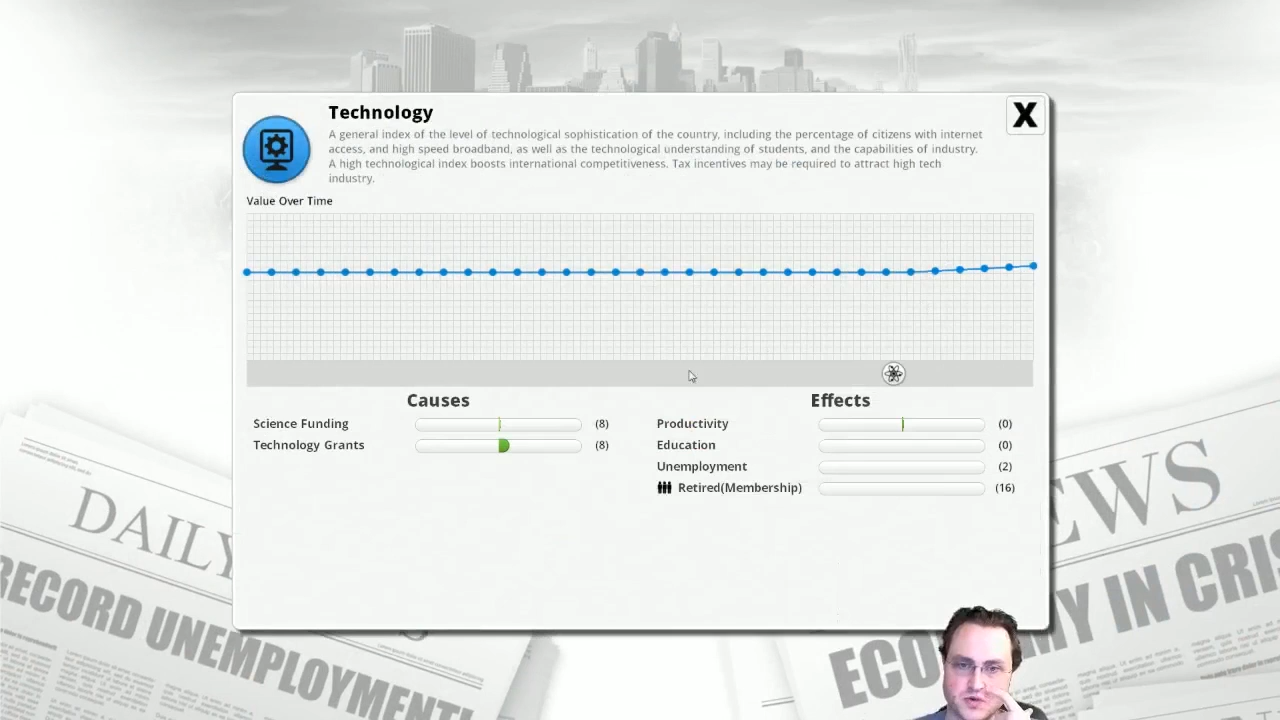 Technology
X
A general index of the level of technological sophistication of the country, including the percentage of citizens with internet
access, and high speed broadband, as well as the technological understanding of students, and the capabilities of industry.
A high technological index boosts international competitiveness. Tax incentives may be required to attract high tech
industry.
Value Over Time
Causes
Effects
Science Funding (8)
Productivity (0)
Technology Grants (8)
Education (0)
Unemployment (2)
Retired(Membership) (16)
DAILY
RECORD UNEMPLOYMENT!
EWS
ECONOMY IN CRIS